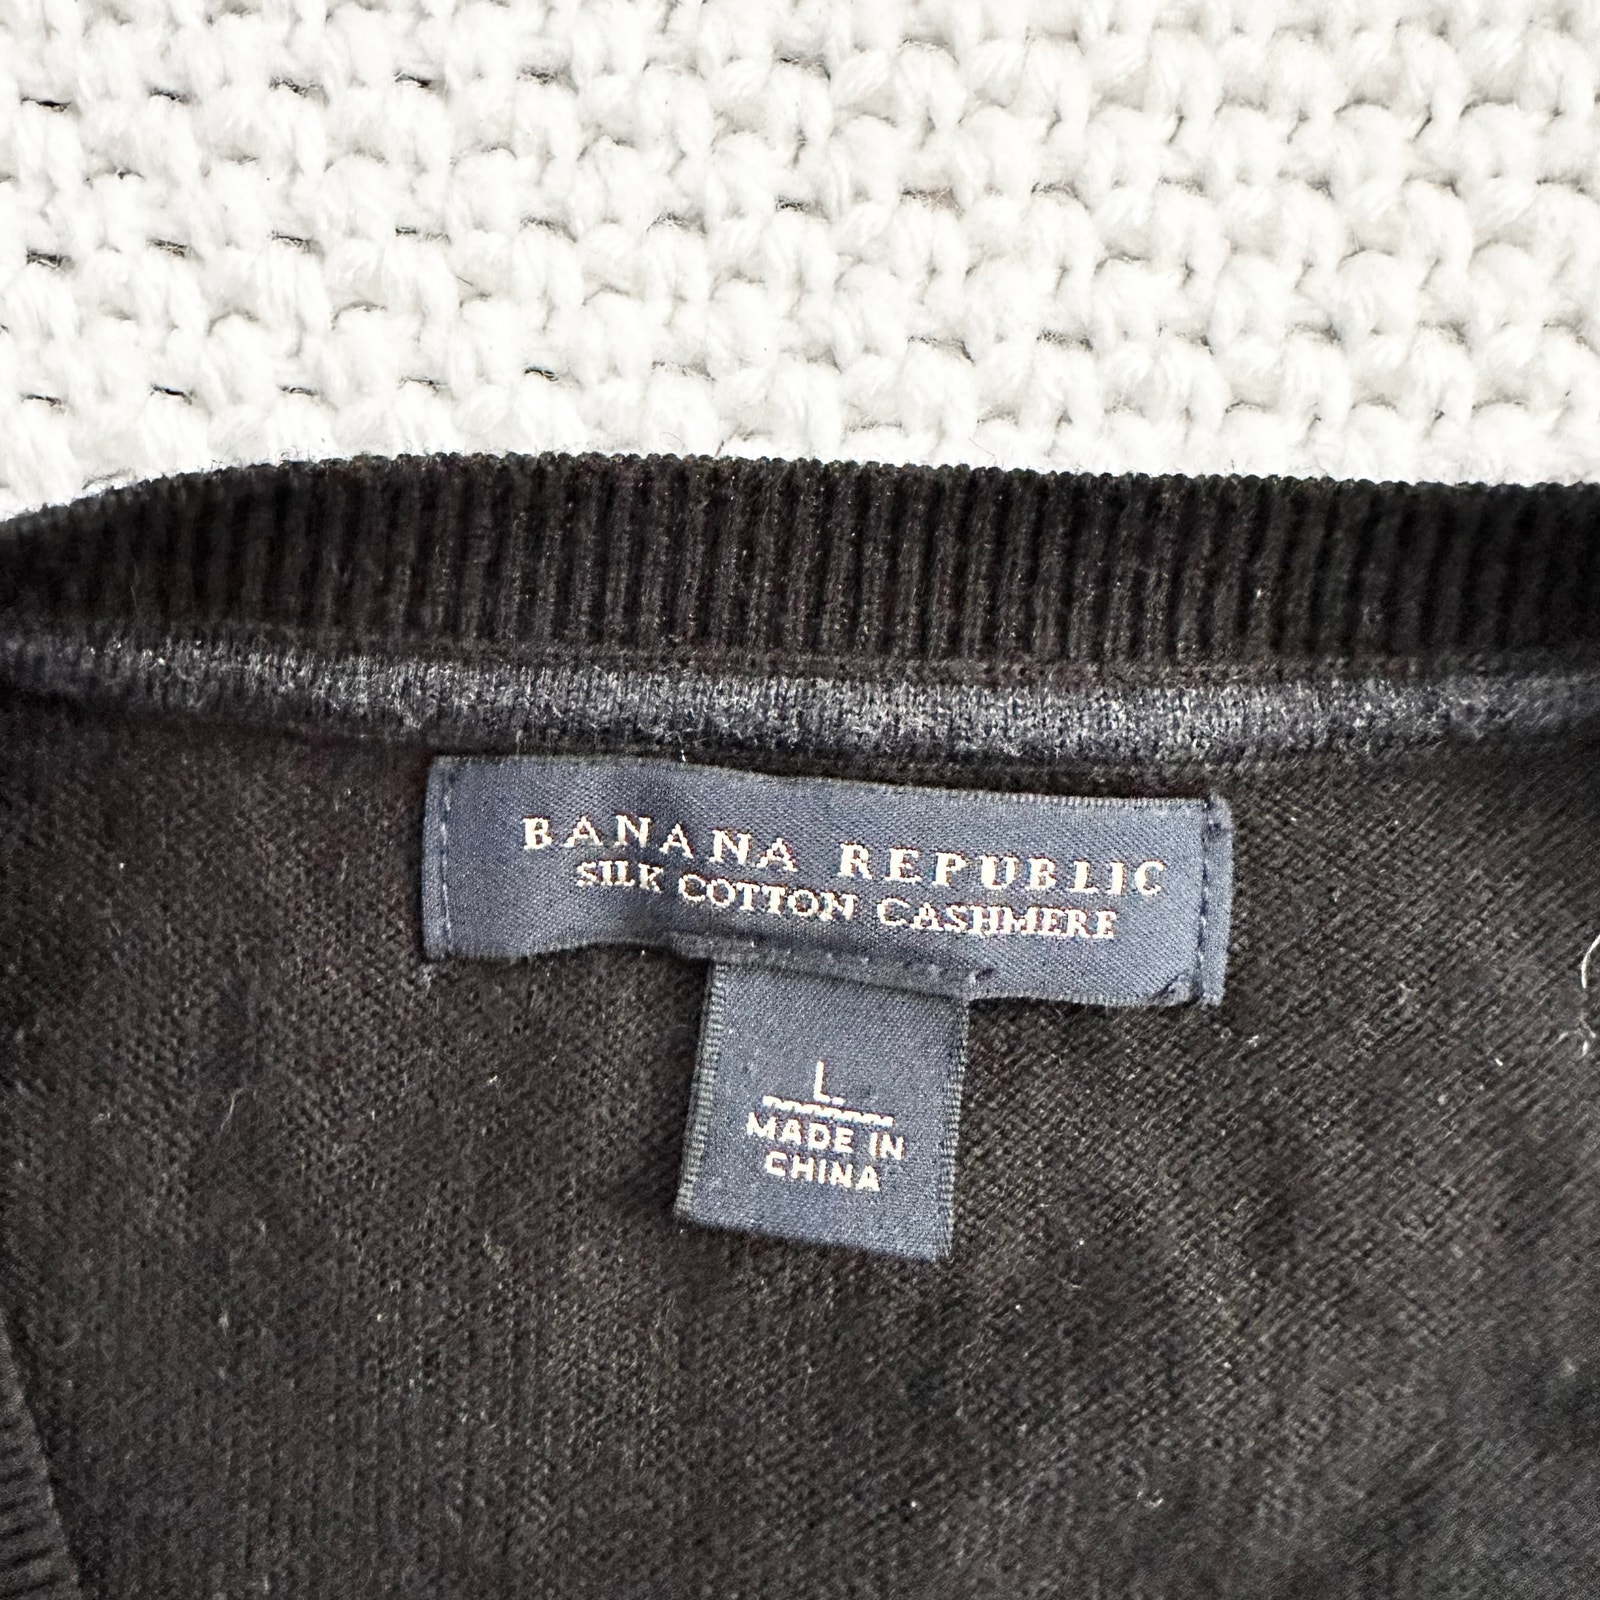 BANANA REPUBLIC
SILK COTTON CASHMERE
L
MADE IN
CHINA